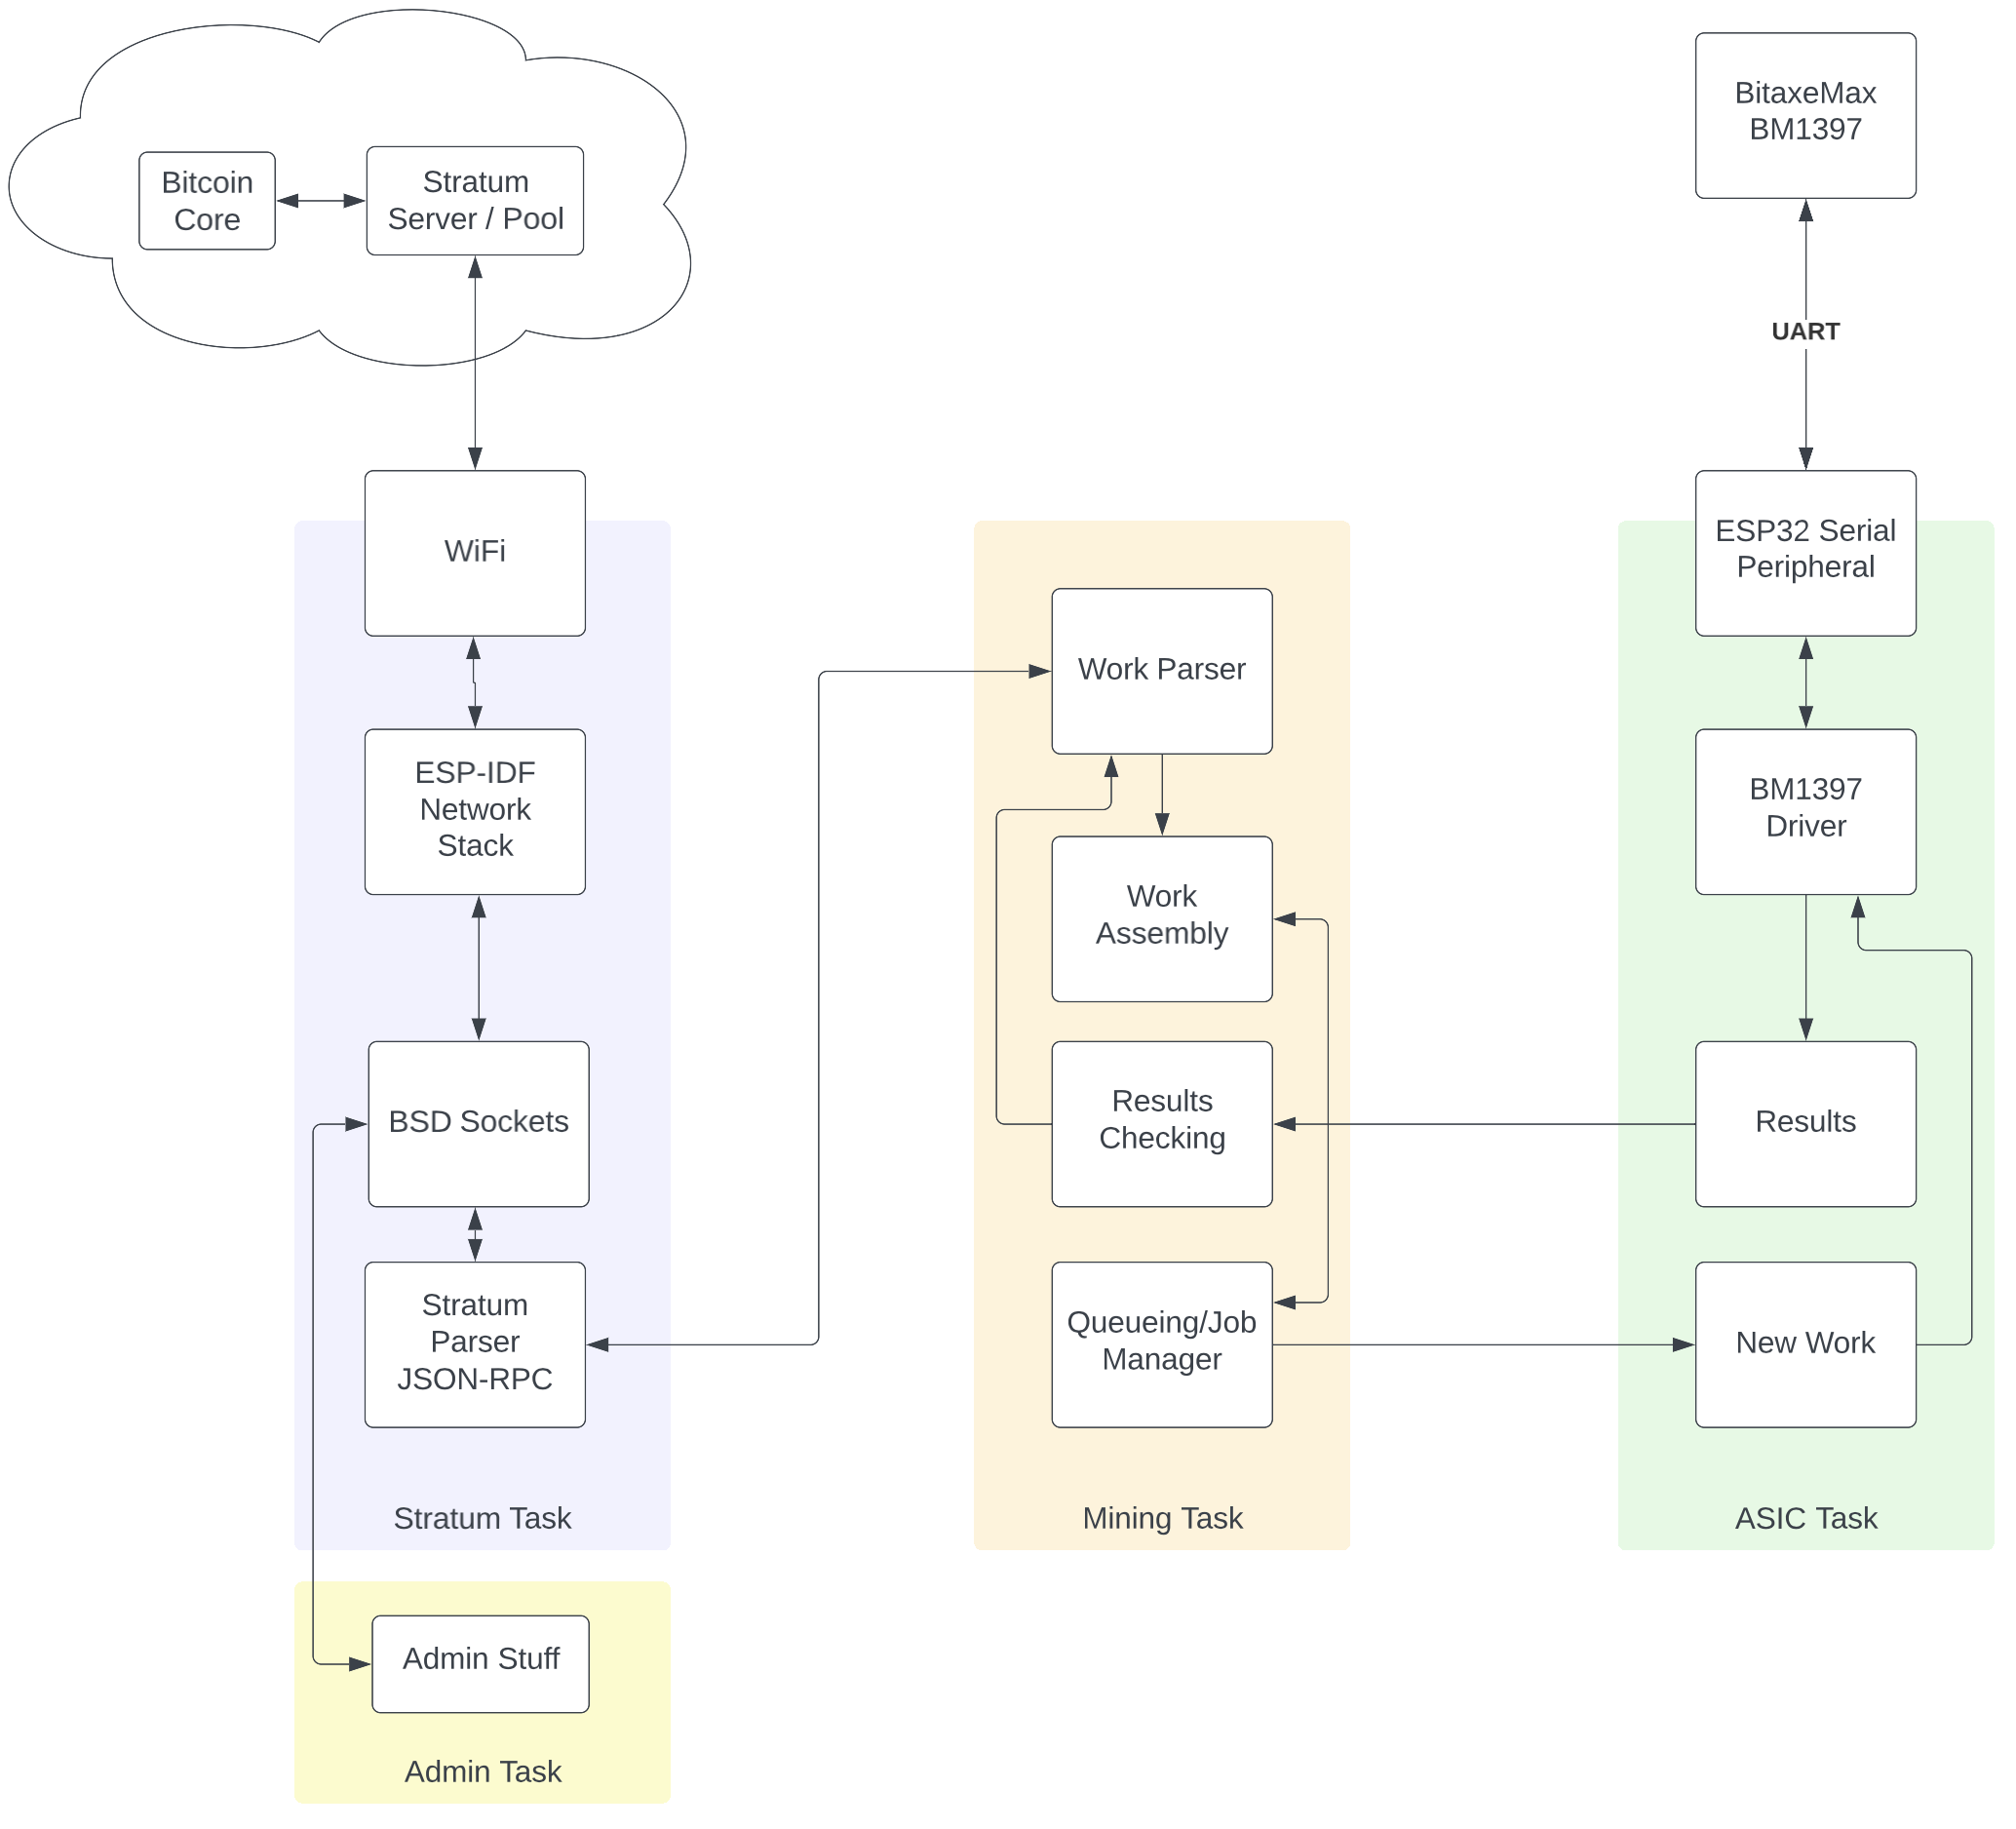 Bitcoin
Core
Stratum
Server / Pool
BitaxeMax
BM1397
UART
WiFi
ESP-IDF
Network
Stack
BSD Sockets
Stratum
Parser
JSON-RPC
Stratum Task
Admin Stuff
Admin Task
Work Parser
Work
Assembly
Results
Checking
Queueing/Job
Manager
Mining Task
ESP32 Serial
Peripheral
BM1397
Driver
Results
New Work
ASIC Task